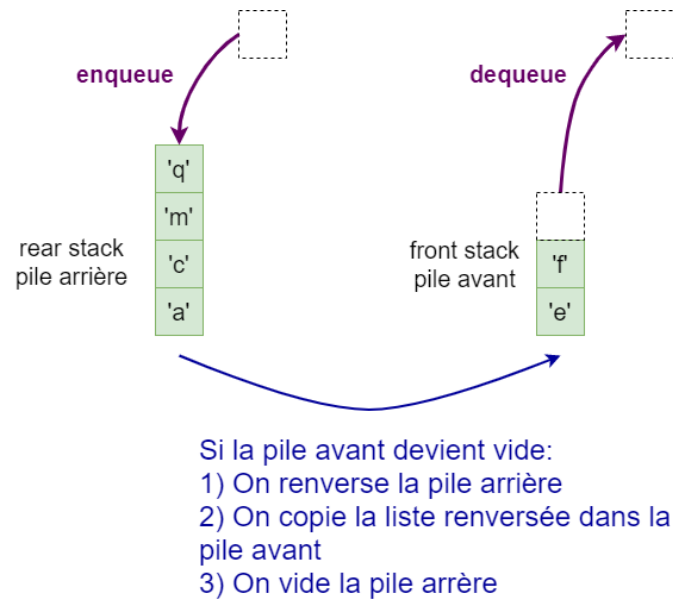 enqueue
dequeue
'q'
'm'
'c'
'a'
rear stack
pile arrière
front stack
pile avant
'f'
'e'
Si la pile avant devient vide:
1) On renverse la pile arrière
2) On copie la liste renversée dans la
pile avant
3) On vide la pile arrère